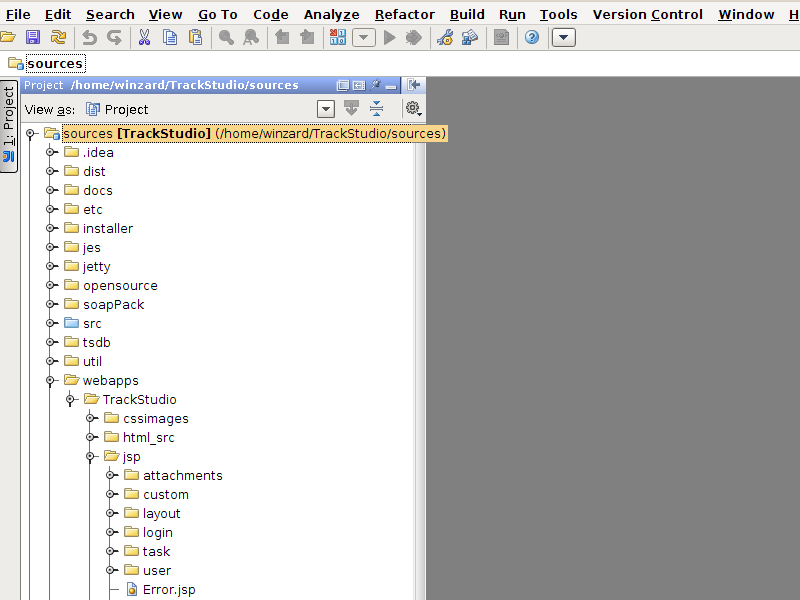 File Edit Search View Go To Code Analyze Refactor Build Run Tools Version Control Window H
sources
Project /home/winzard/TrackStudio/sources
1: Project
View as: Project
sources [TrackStudio] (/home/winzard/TrackStudio/sources)
.idea
dist
docs
etc
installer
jes
jetty
opensource
soapPack
src
tsdb
util
webapps
TrackStudio
cssimages
html_src
jsp
attachments
custom
layout
login
task
user
Error.jsp